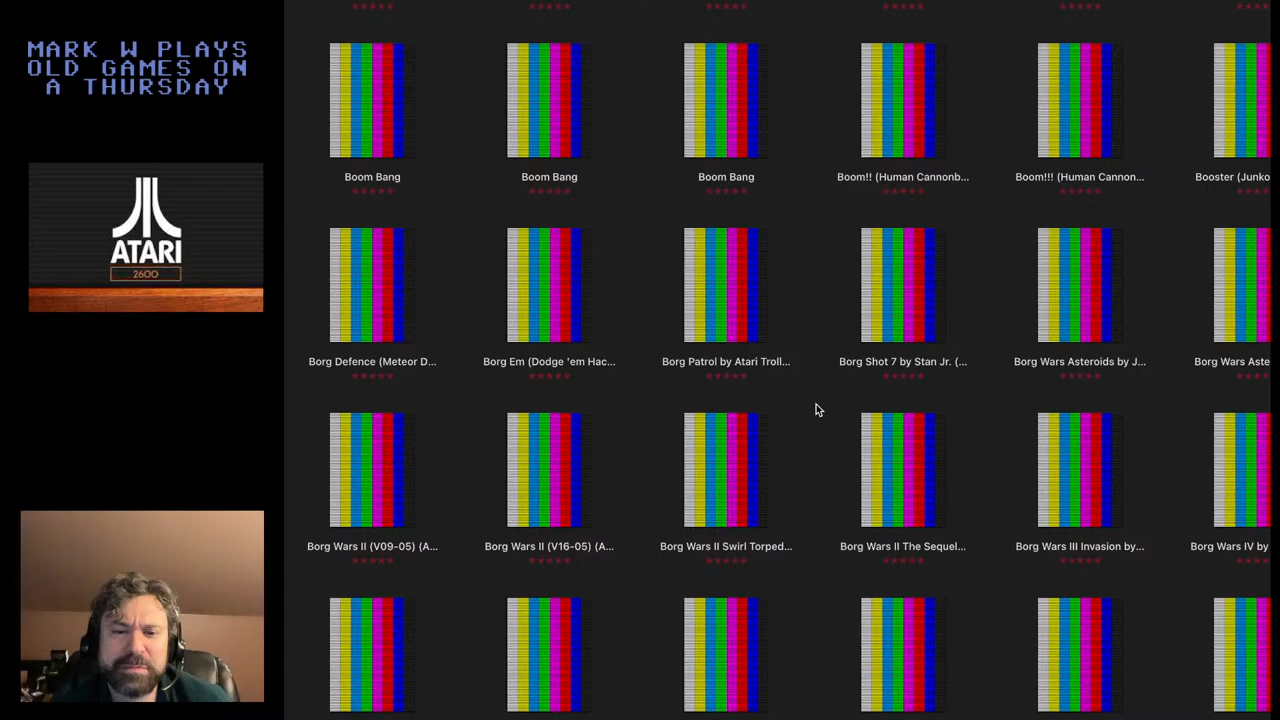 MARK W PLAYS
OLD GAMES ON
A THURSDAY
ATARI
2600
Boom Bang
Boom Bang
Boom Bang
Boom!! (Human Cannonb...
Boom!!! (Human Cannon...
Booster (Junko
Borg Defence (Meteor D...
Borg Em (Dodge 'em Hac...
Borg Patrol by Atari Troll...
Borg Shot 7 by Stan Jr. (...
Borg Wars Asteroids by J...
Borg Wars Aste
Borg Wars II (V09-05) (A...
Borg Wars II (V16-05) (A...
Borg Wars II Swirl Torped...
Borg Wars II The Sequel...
Borg Wars III Invasion by...
Borg Wars IV by